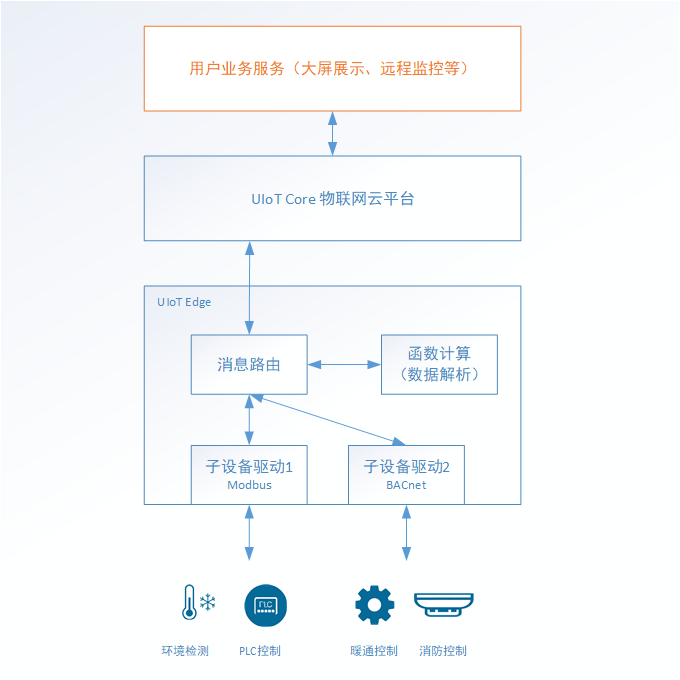 用户业务服务（大屏展示、远程监控等）
UIoT Core 物联网云平台
UIoT Edge
消息路由
函数计算
（数据解析）
子设备驱动1
Modbus
子设备驱动2
BACnet
PLC
环境检测
PLC控制
暖通控制
消防控制